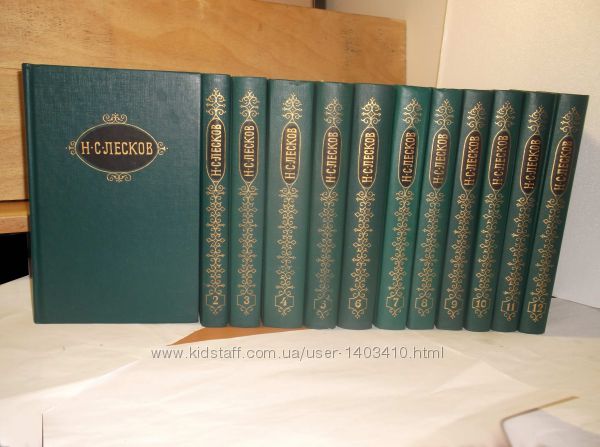 Н·С·ЛЕСКОВ
Н·С·ЛЕСКОВ
2
Н·С·ЛЕСКОВ
3
Н·С·ЛЕСКОВ
4
Н·С·ЛЕСКОВ
5
Н·С·ЛЕСКОВ
6
Н·С·ЛЕСКОВ
7
Н·С·ЛЕСКОВ
8
Н·С·ЛЕСКОВ
9
Н·С·ЛЕСКОВ
10
Н·С·ЛЕСКОВ
11
Н·С·ЛЕСКОВ
12
www.kidstaff.com.ua/user-1403410.html